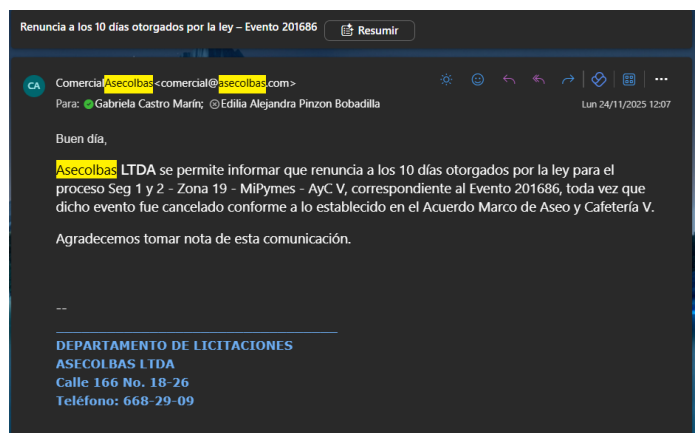 Renuncia a los 10 días otorgados por la ley – Evento 201686
Resumir
CA
Comercial Asecolbas <comercial@asecolbas.com>
Para: Gabriela Castro Marín; Edilia Alejandra Pinzon Bobadilla
Lun 24/11/2025 12:07
Buen día,
Asecolbas LTDA se permite informar que renuncia a los 10 días otorgados por la ley para el
proceso Seg 1 y 2 - Zona 19 - MiPymes - AyC V, correspondiente al Evento 201686, toda vez que
dicho evento fue cancelado conforme a lo establecido en el Acuerdo Marco de Aseo y Cafetería V.
Agradecemos tomar nota de esta comunicación.
--
DEPARTAMENTO DE LICITACIONES
ASECOLBAS LTDA
Calle 166 No. 18-26
Teléfono: 668-29-09